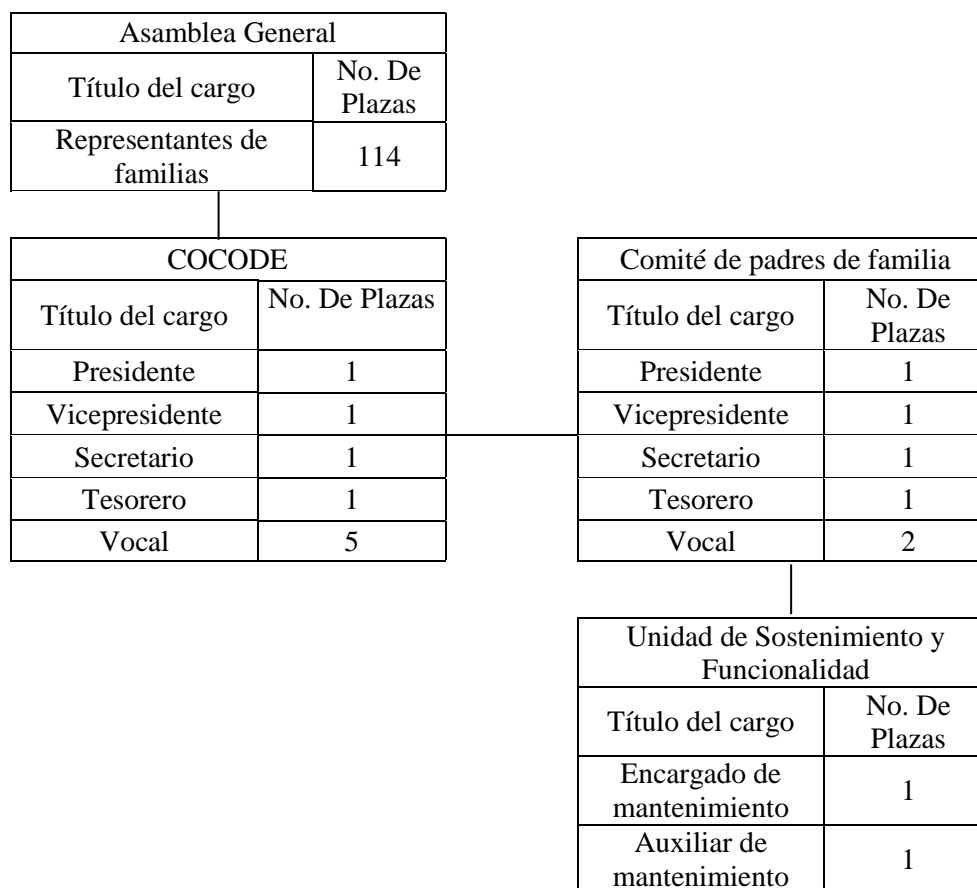 Asamblea General
Título del cargo
No. De
Plazas
Representantes de
familias
114
COCODE
Título del cargo
No. De Plazas
Presidente
1
Vicepresidente
1
Secretario
1
Tesorero
1
Vocal
5
Comité de padres de familia
Título del cargo
No. De
Plazas
Presidente
1
Vicepresidente
1
Secretario
1
Tesorero
1
Vocal
2
Unidad de Sostenimiento y
Funcionalidad
Título del cargo
No. De
Plazas
Encargado de
mantenimiento
1
Auxiliar de
mantenimiento
1